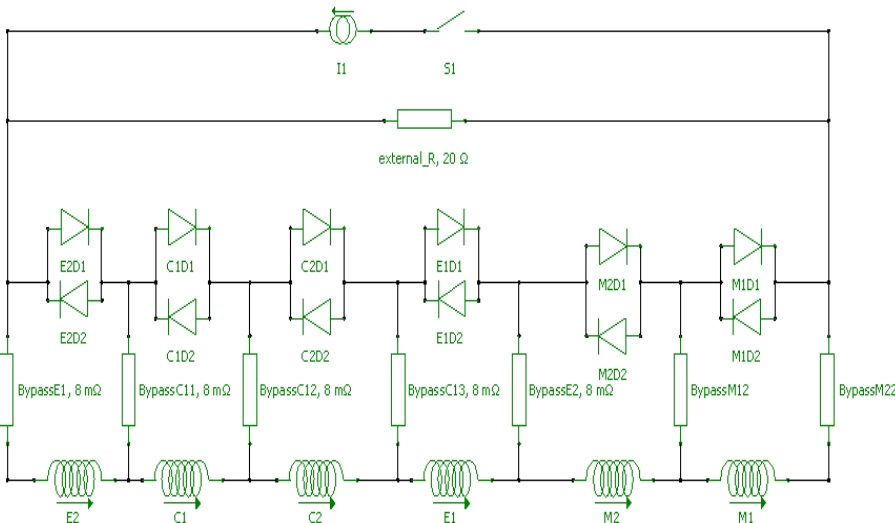 I1
S1
external_R, 20 Ω
E2D1
C1D1
C2D1
E1D1
M2D1
M1D1
E2D2
C1D2
C2D2
E1D2
M2D2
M1D2
BypassE1, 8 mΩ
BypassC11, 8 mΩ
BypassC12, 8 mΩ
BypassC13, 8 mΩ
BypassE2, 8 mΩ
BypassM12
BypassM22
E2
C1
C2
E1
M2
M1